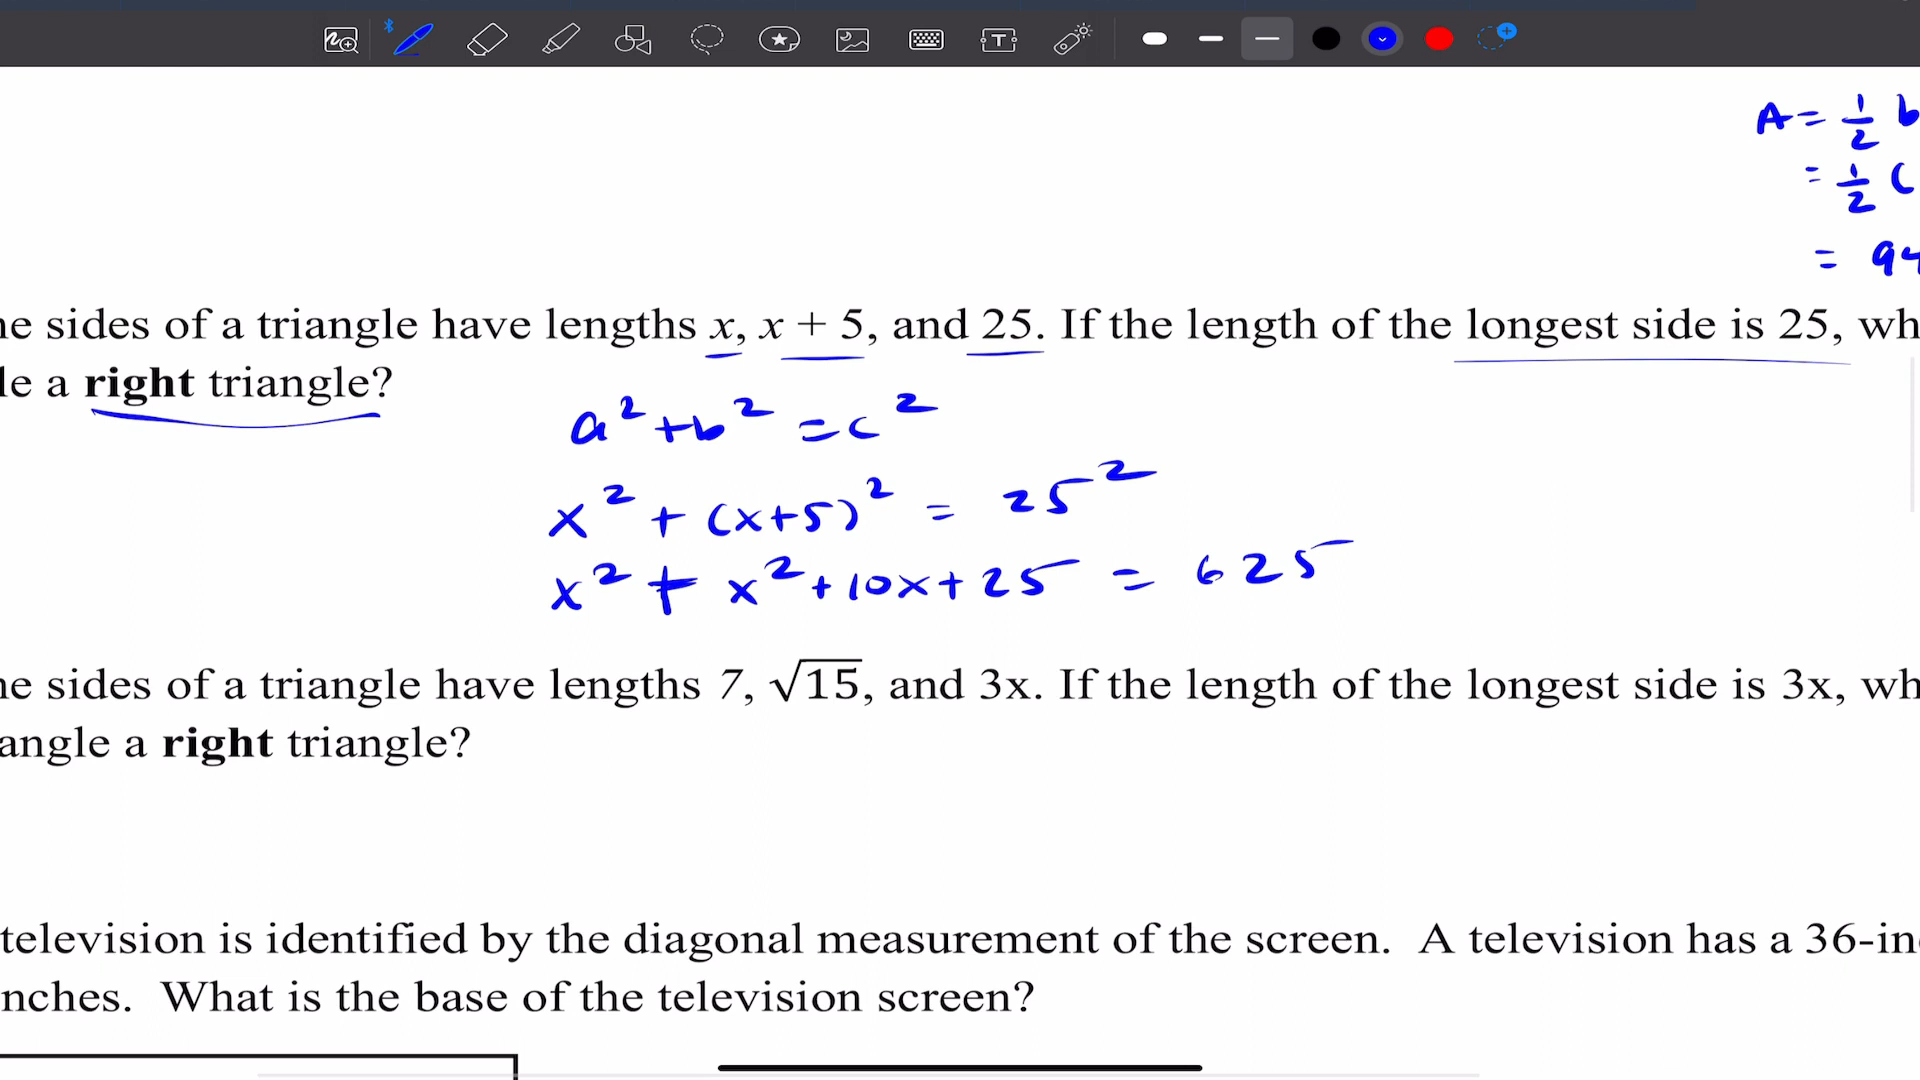 A = 1/2 b
= 1/2 (
= 94
he sides of a triangle have lengths x, x + 5, and 25. If the length of the longest side is 25, wh
le a right triangle?
a² + b² = c²
x² + (x+5)² = 25²
x² + x² + 10x + 25 = 625
he sides of a triangle have lengths 7, √15, and 3x. If the length of the longest side is 3x, wh
angle a right triangle?
television is identified by the diagonal measurement of the screen. A television has a 36-in
nches. What is the base of the television screen?